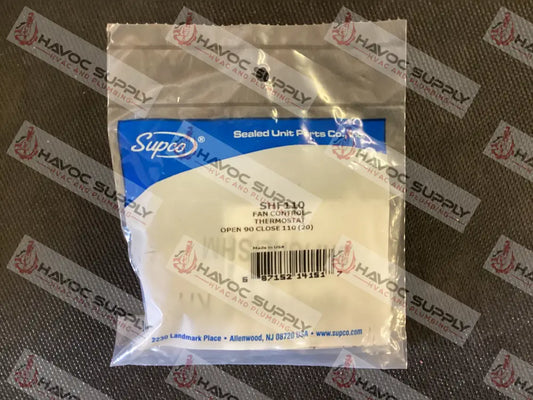 HAVOC SUPPLY
HVAC AND PLUMBING
Supco
Sealed Unit Parts Co.,
SHF110
FAN CONTROL
THERMOSTAT
OPEN 90 CLOSE 110 (20)
Made in USA
2230 Landmark Place • Allenwood, NJ 08720 USA • www.supco.com